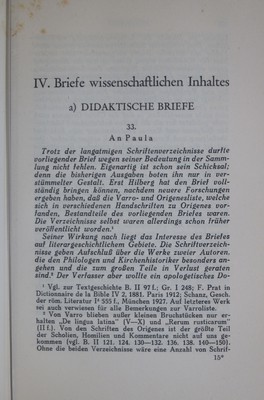 IV. Briefe wissenschaftlichen Inhaltes
a) DIDAKTISCHE BRIEFE
33.
An Paula
Trotz der langatmigen Schriftenverzeichnisse durfte
vorliegender Brief wegen seiner Bedeutung in der Samm-
lung nicht fehlen. Eigenartig ist schon sein Schicksal;
denn die bisherigen Ausgaben boten ihn nur in ver-
stümmelter Gestalt. Erst Hilberg hat den Brief voll-
ständig bringen können, nachdem neuere Forschungen
ergeben haben, daß die Varro- und Origenesliste, welche
sich in verschiedenen Handschriften zu Origenes vor-
fanden, Bestandteile des vorliegenden Briefes waren.
Die Verzeichnisse selbst waren allerdings schon früher
veröffentlicht worden.¹
Seiner Wirkung nach liegt das Interesse des Briefes
auf literargeschichtlichem Gebiete. Die Schriftverzeich-
nisse geben Aufschluß über die Werke zweier Autoren,
die den Philologen und Kirchenhistoriker besonders an-
gehen und die zum großen Teile in Verlust geraten
sind.² Der Verfasser aber wollte ein apologetisches Do-
¹ Vgl. zur Textgeschichte B. II 97 f.; Gr. I 248; F. Prat in
Dictionnaire de la Bible IV 2, 1881. Paris 1912; Schanz, Gesch.
der röm. Literatur I⁴ 555 f., München 1927. Auf letzteres Werk
sei auch verwiesen für alle Bemerkungen zur Varroliste.
² Von Varro blieben außer kleinen Bruchstücken nur er-
halten „De lingua latina" (V—X) und „Rerum rusticarum"
(II f.). Von den Schriften des Origenes ist der größte Teil
der Scholien, Homilien und Kommentare nicht auf uns ge-
kommen (vgl. B. II 121. 124. 130—132. 136. 138. 140—150).
Ohne die beiden Verzeichnisse wäre eine Anzahl von Schrif-
15*